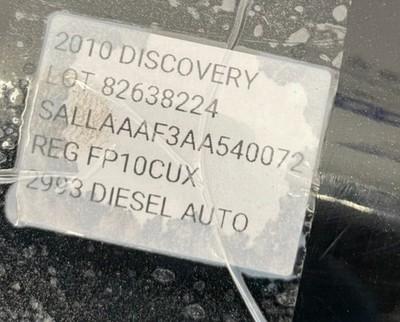 2010 DISCOVERY
LOT 82638224
SALLAAAF3AA540072
REG FP10CUX
2993 DIESEL AUTO